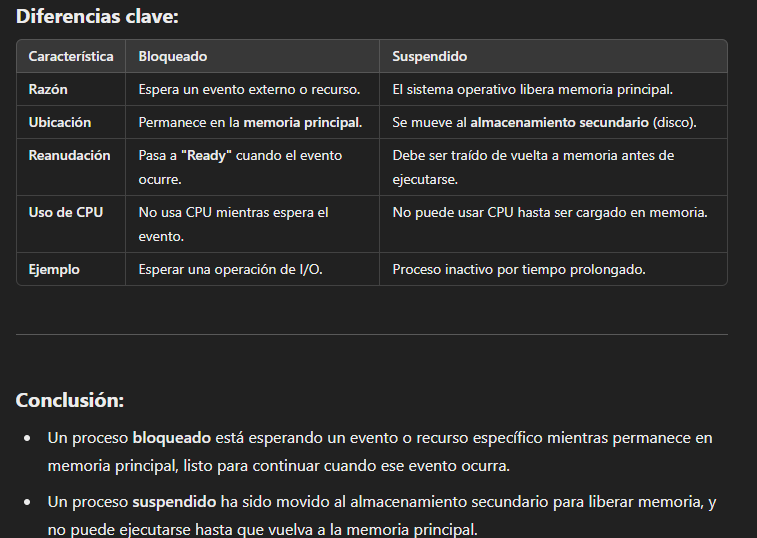 Diferencias clave:
Característica Bloqueado Suspendido
Razón Espera un evento externo o recurso. El sistema operativo libera memoria principal.
Ubicación Permanece en la memoria principal. Se mueve al almacenamiento secundario (disco).
Reanudación Pasa a "Ready" cuando el evento Debe ser traído de vuelta a memoria antes de
ocurre. ejecutarse.
Uso de CPU No usa CPU mientras espera el No puede usar CPU hasta ser cargado en memoria.
evento.
Ejemplo Esperar una operación de I/O. Proceso inactivo por tiempo prolongado.
Conclusión:
• Un proceso bloqueado está esperando un evento o recurso específico mientras permanece en
memoria principal, listo para continuar cuando ese evento ocurra.
• Un proceso suspendido ha sido movido al almacenamiento secundario para liberar memoria, y
no puede ejecutarse hasta que vuelva a la memoria principal.